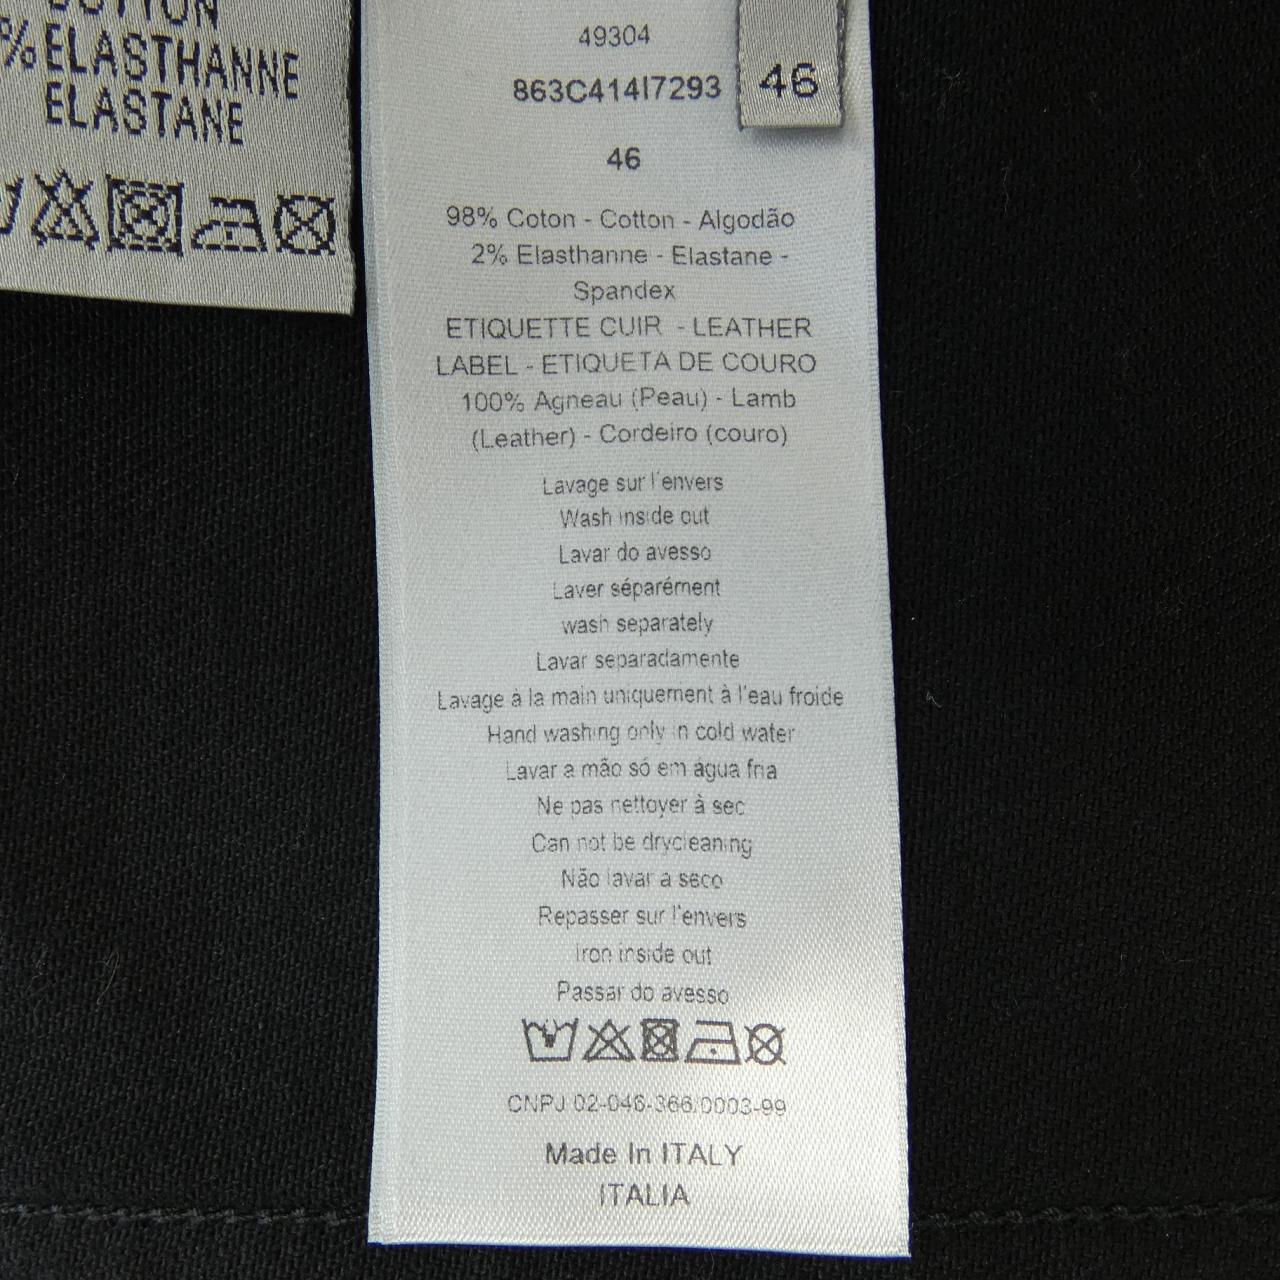 COTTON
% ELASTHANNE
ELASTANE
49304
863C414I7293
46
46
98% Coton - Cotton - Algodão
2% Elasthanne - Elastane -
Spandex
ETIQUETTE CUIR - LEATHER
LABEL - ETIQUETA DE COURO
100% Agneau (Peau) - Lamb
(Leather) - Cordeiro (couro)
Lavage sur l'envers
Wash inside out
Lavar do avesso
Laver séparément
wash separately
Lavar separadamente
Lavage à la main uniquement à l'eau froide
Hand washing only in cold water
Lavar a mão só em água fria
Ne pas nettoyer à sec
Can not be drycleaning
Não lavar a seco
Repasser sur l'envers
Iron inside out
Passar do avesso
CNPJ 02-046-366/0003-99
Made In ITALY
ITALIA